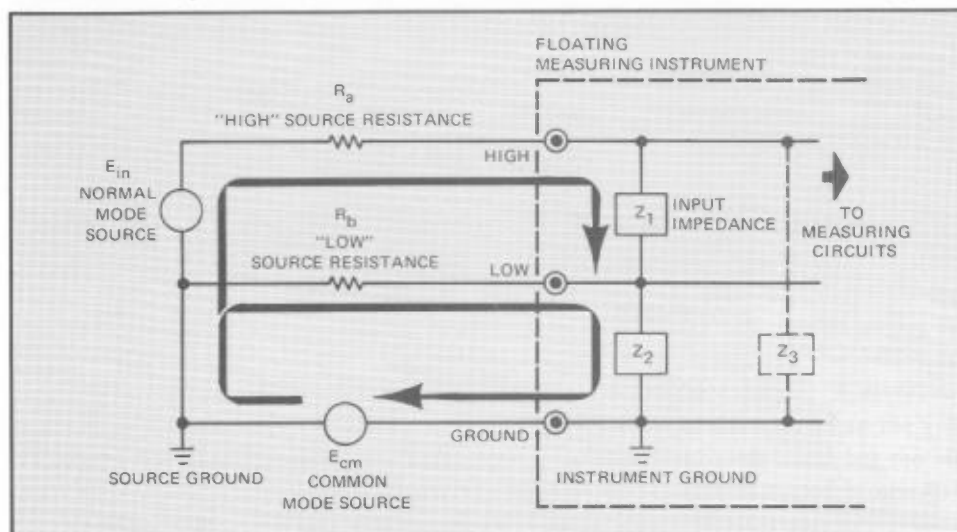 FLOATING
MEASURING INSTRUMENT
Ra
"HIGH" SOURCE RESISTANCE
HIGH
Ein
NORMAL
MODE
SOURCE
Z1
INPUT
IMPEDANCE
TO
MEASURING
CIRCUITS
Rb
"LOW"
SOURCE RESISTANCE
LOW
Z2
Z3
GROUND
SOURCE GROUND
Ecm
COMMON
MODE SOURCE
INSTRUMENT GROUND